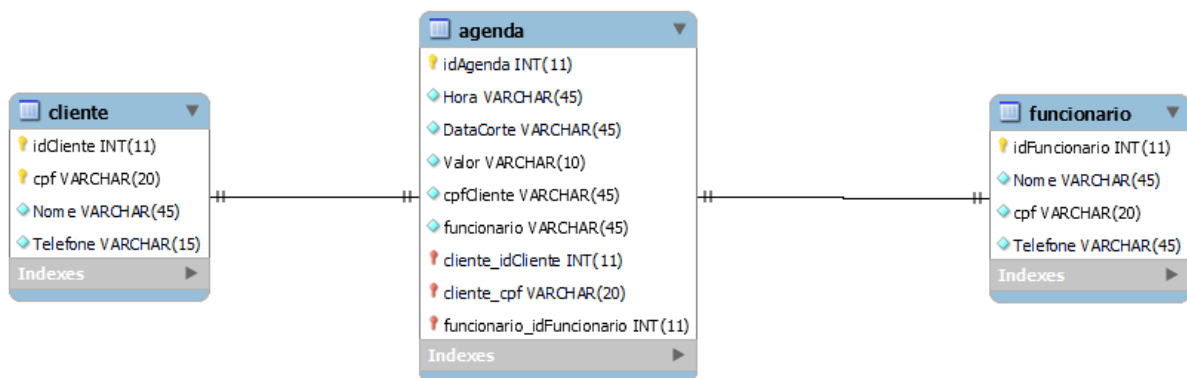 cliente
idCliente INT(11)
cpf VARCHAR(20)
Nome VARCHAR(45)
Telefone VARCHAR(15)
Indexes
agenda
idAgenda INT(11)
Hora VARCHAR(45)
DataCorte VARCHAR(45)
Valor VARCHAR(10)
cpfCliente VARCHAR(45)
funcionario VARCHAR(45)
cliente_idCliente INT(11)
cliente_cpf VARCHAR(20)
funcionario_idFuncionario INT(11)
Indexes
funcionario
idFuncionario INT(11)
Nome VARCHAR(45)
cpf VARCHAR(20)
Telefone VARCHAR(45)
Indexes